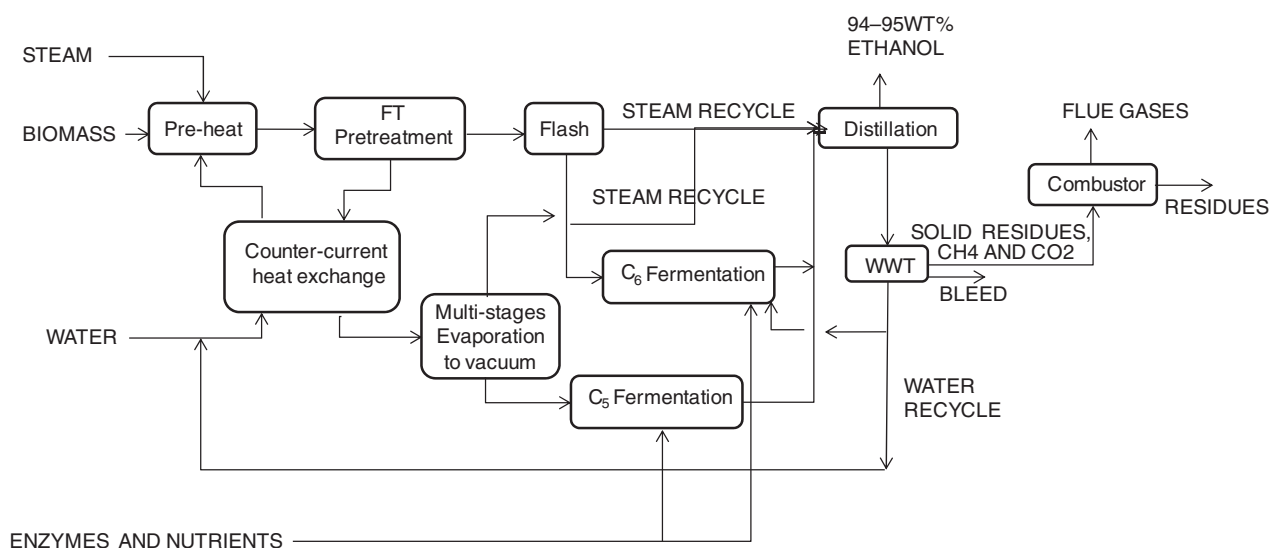 94–95WT%
ETHANOL
STEAM
STEAM RECYCLE
FLUE GASES
BIOMASS
Pre-heat
FT
Pretreatment
Flash
Distillation
Combustor
STEAM RECYCLE
RESIDUES
Counter-current
heat exchange
C6 Fermentation
WWT
SOLID RESIDUES,
CH4 AND CO2
BLEED
WATER
Multi-stages
Evaporation
to vacuum
C5 Fermentation
WATER
RECYCLE
ENZYMES AND NUTRIENTS